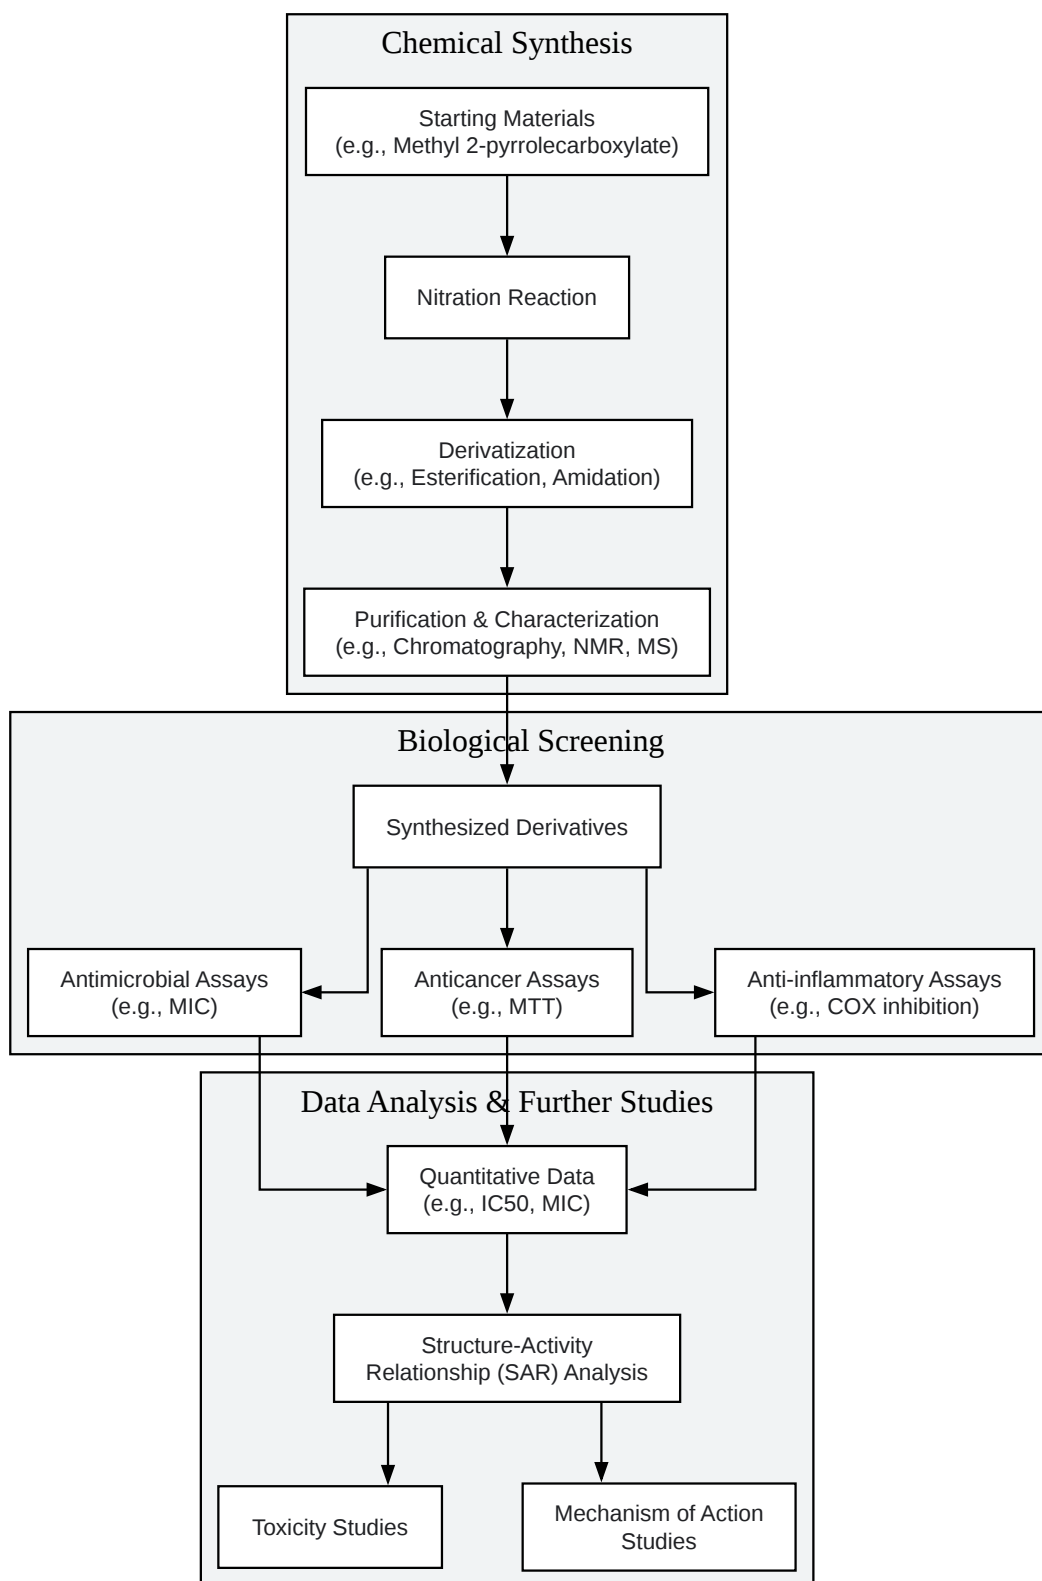 Chemical Synthesis
Starting Materials
(e.g., Methyl 2-pyrrolecarboxylate)
Nitration Reaction
Derivatization
(e.g., Esterification, Amidation)
Purification & Characterization
(e.g., Chromatography, NMR, MS)
Biological Screening
Synthesized Derivatives
Antimicrobial Assays
(e.g., MIC)
Anticancer Assays
(e.g., MTT)
Anti-inflammatory Assays
(e.g., COX inhibition)
Data Analysis & Further Studies
Quantitative Data
(e.g., IC50, MIC)
Structure-Activity
Relationship (SAR) Analysis
Toxicity Studies
Mechanism of Action
Studies